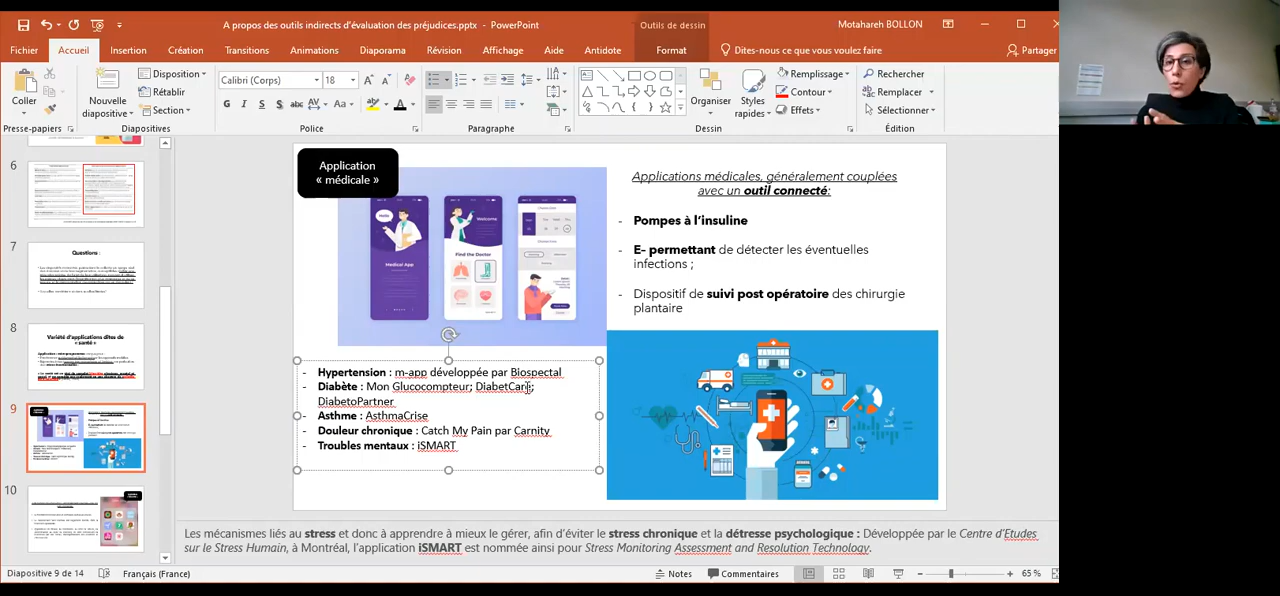 A propos des outils indirects d'évaluation des préjudices.pptx - PowerPoint
Outils de dessin
Motahareh BOLLON
Fichier
Accueil
Insertion
Création
Transitions
Animations
Diaporama
Révision
Affichage
Aide
Antidote
Format
Dites-nous ce que vous voulez faire
Partager
Coller
Nouvelle
diapositive
Disposition
Rétablir
Section
Calibri (Corps)
18
G I S S abc AV Aa
Organiser
Styles
rapides
Remplissage
Contour
Effets
Rechercher
Remplacer
Sélectionner
Presse-papiers
Diapositives
Police
Paragraphe
Dessin
Édition
6
7
Questions :
8
Variété d'applications dites de
« santé »
9
10
Application
« médicale »
Hello
Medical App
Welcome
Find the Doctor
Applications médicales, généralement couplées
avec un outil connecté:
- Pompes à l'insuline
- E- permettant de détecter les éventuelles
infections ;
- Dispositif de suivi post opératoire des chirurgie
plantaire
- Hypertension : m-app développée par Biospectal
- Diabète : Mon Glucocompteur; DiabetCare
DiabetoPartner
- Asthme : AsthmaCrise
- Douleur chronique : Catch My Pain par Carnity
- Troubles mentaux : iSMART
Les mécanismes liés au stress et donc à apprendre à mieux le gérer, afin d'éviter le stress chronique et la détresse psychologique : Développée par le Centre d'Etudes
sur le Stress Humain, à Montréal, l'application iSMART est nommée ainsi pour Stress Monitoring Assessment and Resolution Technology.
Diapositive 9 de 14
Français (France)
Notes
Commentaires
65 %